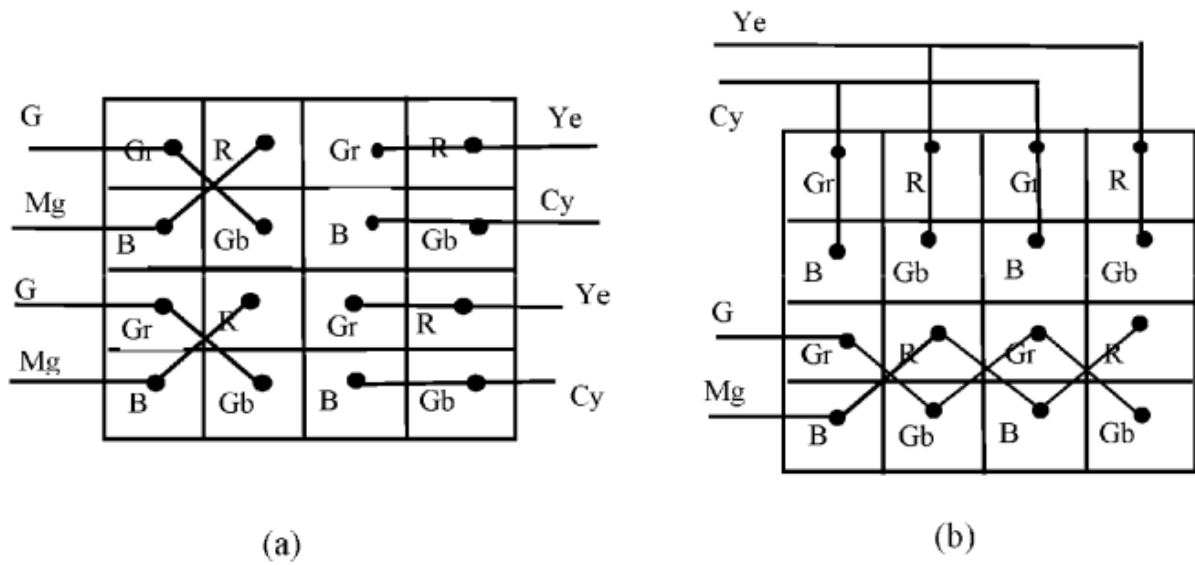 G Gr R Gr R Ye
Mg B Gb B Gb Cy
G Gr R Gr R Ye
Mg B Gb B Gb Cy
(a)
Ye
Cy
Gr R Gr R
B Gb B Gb
G Gr R Gr R
Mg B Gb B Gb
(b)